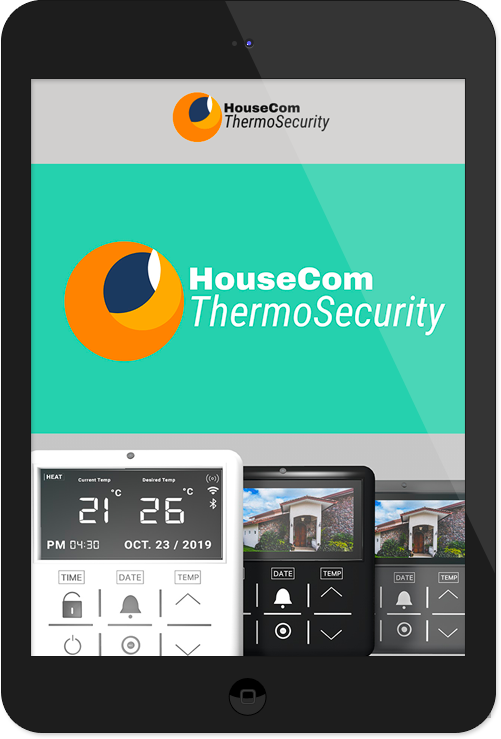 HouseCom
ThermoSecurity
HouseCom
ThermoSecurity
HEAT
Current Temp
Desired Temp
21 °C
26 °C
PM 04:30
OCT. 23 / 2019
TIME
DATE
TEMP
DATE
TEMP
DATE
TEMP